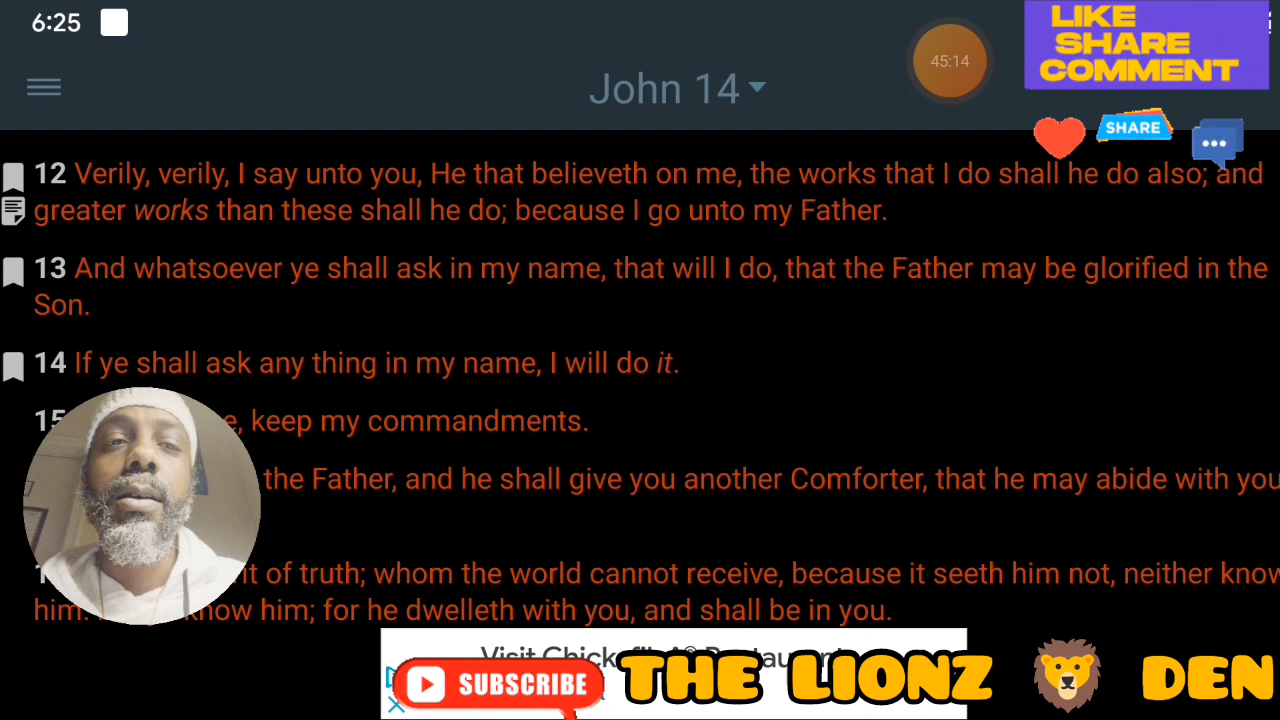 6:25
45:14
LIKE
SHARE
COMMENT
John 14
SHARE
12 Verily, verily, I say unto you, He that believeth on me, the works that I do shall he do also; and
greater works than these shall he do; because I go unto my Father.
13 And whatsoever ye shall ask in my name, that will I do, that the Father may be glorified in the
Son.
14 If ye shall ask any thing in my name, I will do it.
15 keep my commandments.
the Father, and he shall give you another Comforter, that he may abide with you
of truth; whom the world cannot receive, because it seeth him not, neither know
him. know him; for he dwelleth with you, and shall be in you.
Visit
SUBSCRIBE
THE LIONZ DEN